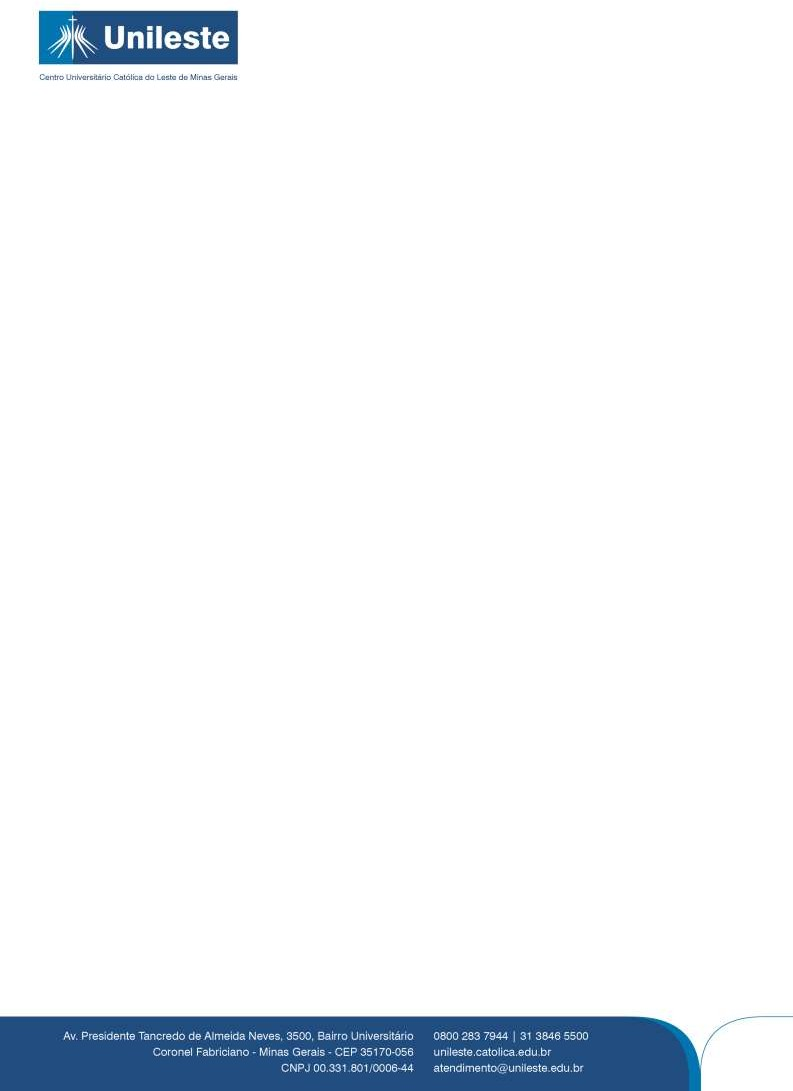 Unileste
Centro Universitário Católica do Leste de Minas Gerais
Av. Presidente Tancredo de Almeida Neves, 3500, Bairro Universitário
Coronel Fabriciano - Minas Gerais - CEP 35170-056
CNPJ 00.331.801/0006-44
0800 283 7944 | 31 3846 5500
unileste.catolica.edu.br
atendimento@unileste.edu.br